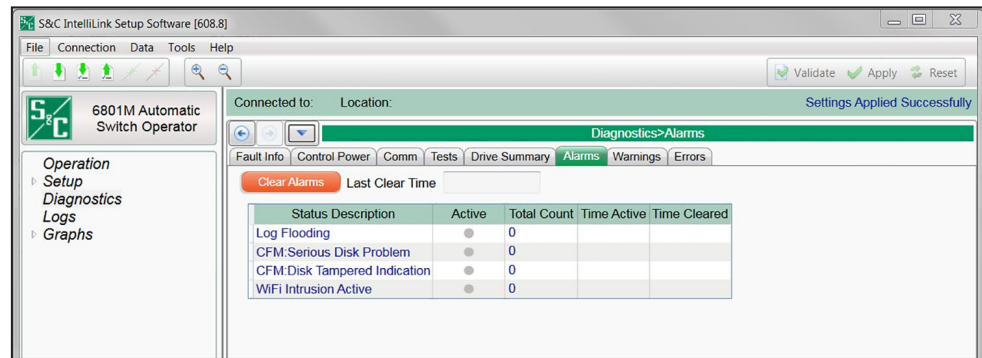 S&C IntelliLink Setup Software [608.8]
File Connection Data Tools Help
Validate Apply Reset
S&C
6801M Automatic
Switch Operator
Connected to: Location: Settings Applied Successfully
Diagnostics>Alarms
Fault Info Control Power Comm Tests Drive Summary Alarms Warnings Errors
Operation
Setup
Diagnostics
Logs
Graphs
Clear Alarms Last Clear Time
Status Description Active Total Count Time Active Time Cleared
Log Flooding 0
CFM:Serious Disk Problem 0
CFM:Disk Tampered Indication 0
WiFi Intrusion Active 0